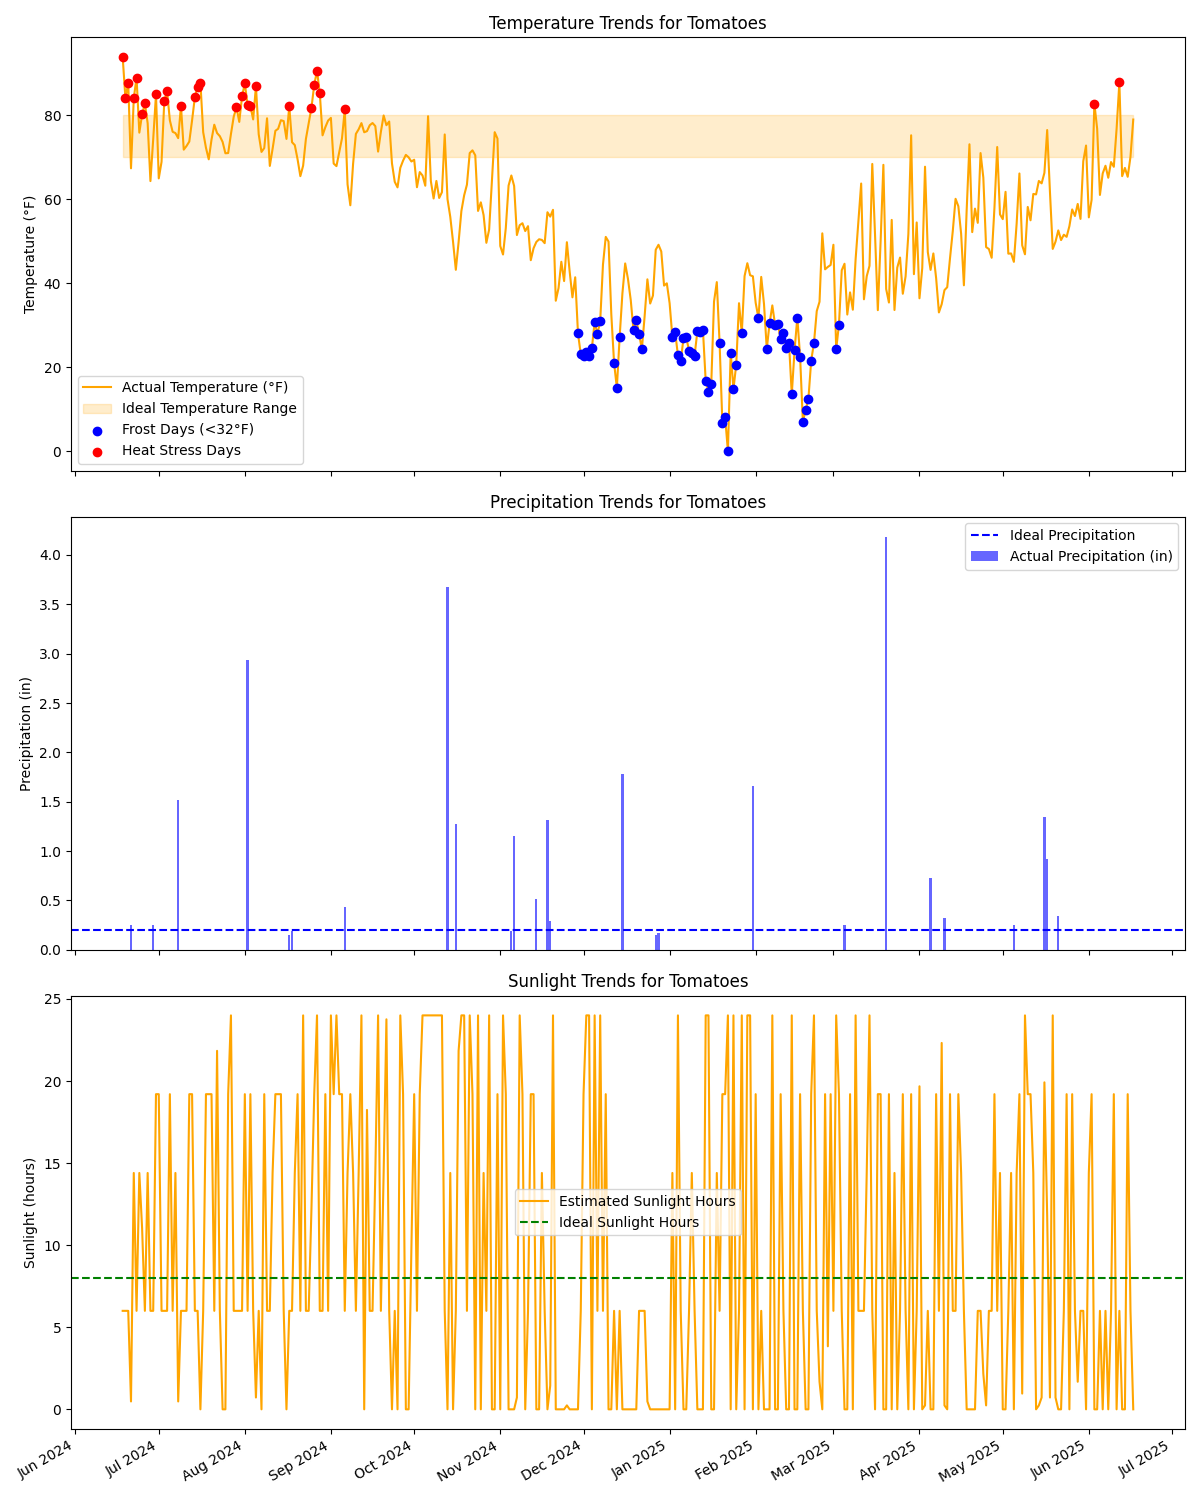 Temperature Trends for Tomatoes
Temperature (°F)
80
60
40
20
0
Actual Temperature (°F)
Ideal Temperature Range
Frost Days (<32°F)
Heat Stress Days
Precipitation Trends for Tomatoes
Precipitation (in)
4.0
3.5
3.0
2.5
2.0
1.5
1.0
0.5
0.0
Ideal Precipitation
Actual Precipitation (in)
Sunlight Trends for Tomatoes
Sunlight (hours)
25
20
15
10
5
0
Estimated Sunlight Hours
Ideal Sunlight Hours
Jun 2024
Jul 2024
Aug 2024
Sep 2024
Oct 2024
Nov 2024
Dec 2024
Jan 2025
Feb 2025
Mar 2025
Apr 2025
May 2025
Jun 2025
Jul 2025